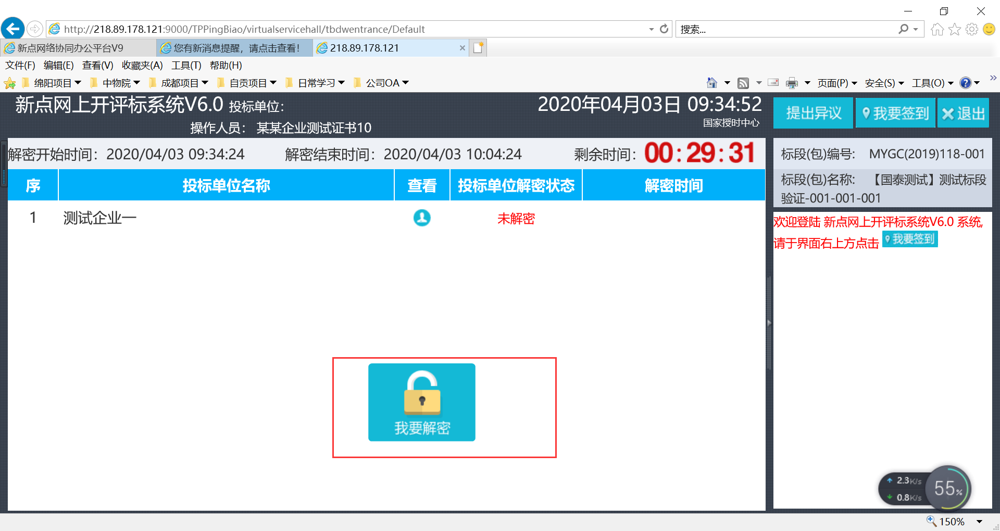 http://218.89.178.121:9000/TPPingBiao/virtualservicehall/tbdwentrance/Default
搜索...
新点网络协同办公平台V9
您有新消息提醒，请点击查看！
218.89.178.121
文件(F) 编辑(E) 查看(V) 收藏夹(A) 工具(T) 帮助(H)
绵阳项目 中物院 成都项目 自贡项目 日常学习 公司OA
页面(P) 安全(S) 工具(O)
新点网上开评标系统V6.0 投标单位：
操作人员： 某某企业测试证书10
2020年04月03日 09:34:52
国家授时中心
提出异议 我要签到 退出
解密开始时间：2020/04/03 09:34:24 解密结束时间：2020/04/03 10:04:24 剩余时间：00:29:31
序 投标单位名称 查看 投标单位解密状态 解密时间
1 测试企业一 未解密
我要解密
标段(包)编号： MYGC(2019)118-001
标段(包)名称： 【国泰测试】测试标段
验证-001-001-001
欢迎登陆 新点网上开评标系统V6.0 系统，
请于界面右上方点击 我要签到
2.3K/s
0.8K/s
55%
150%